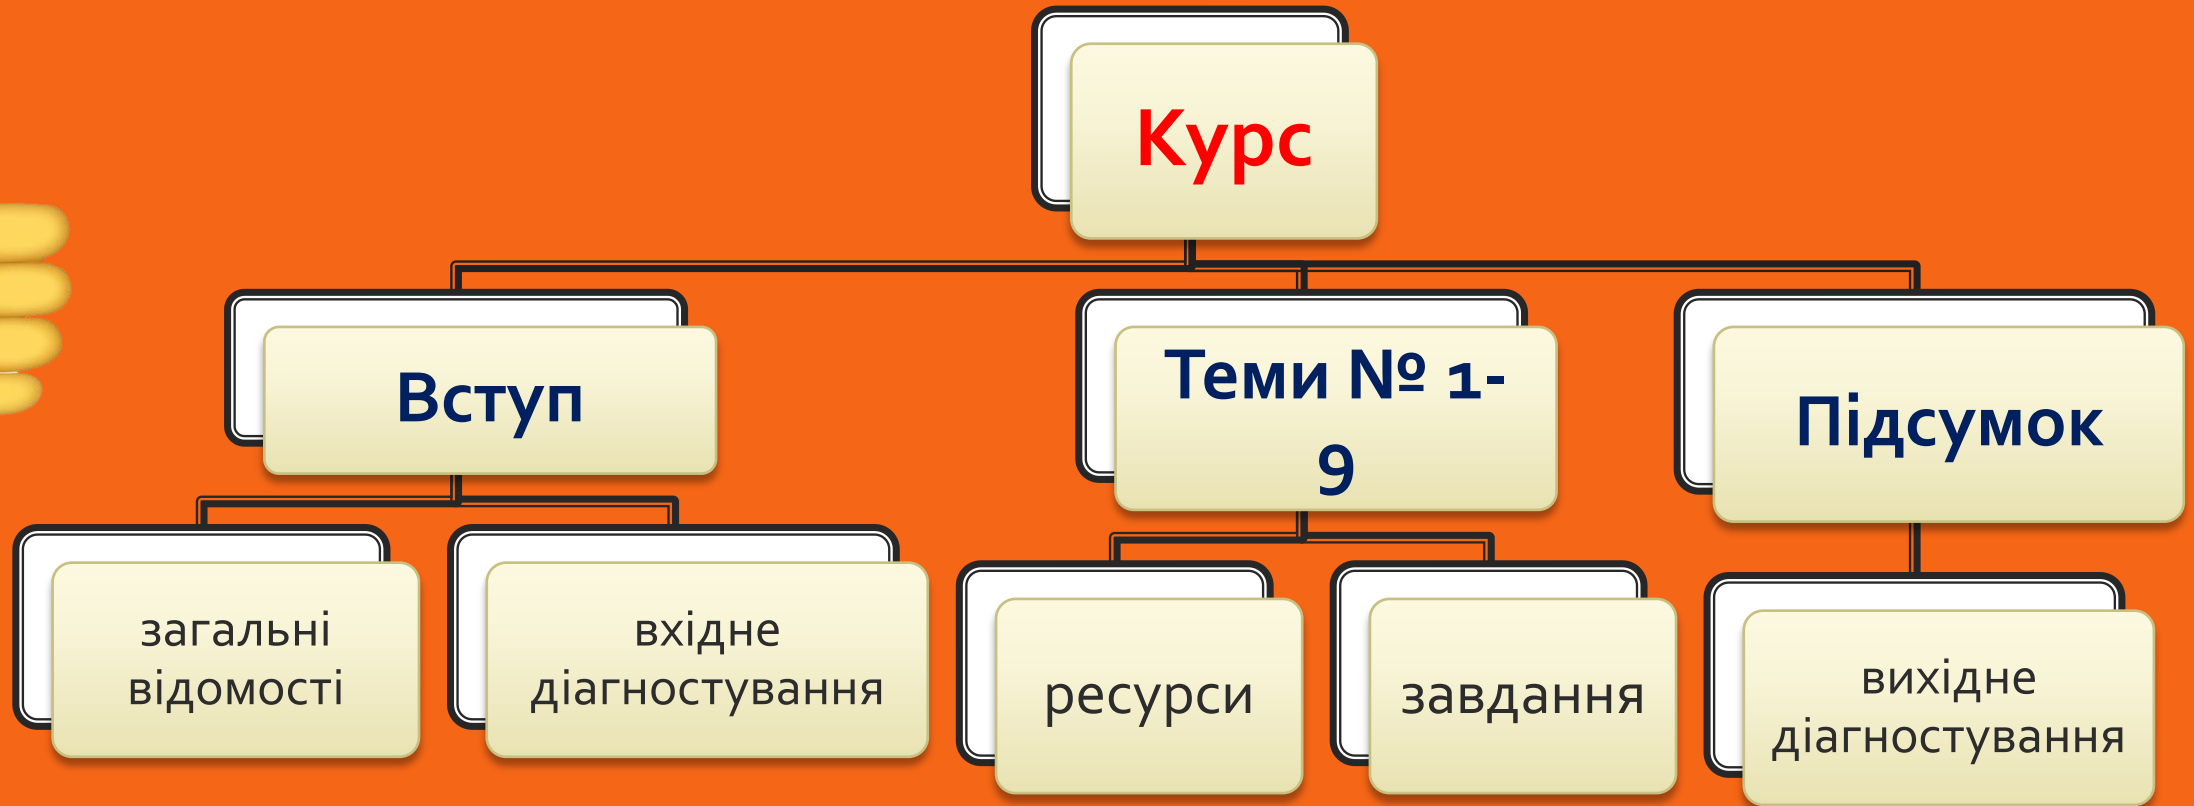 Курс
Вступ
Теми № 1-
9
Підсумок
загальні
відомості
вхідне
діагностування
ресурси
завдання
вихідне
діагностування